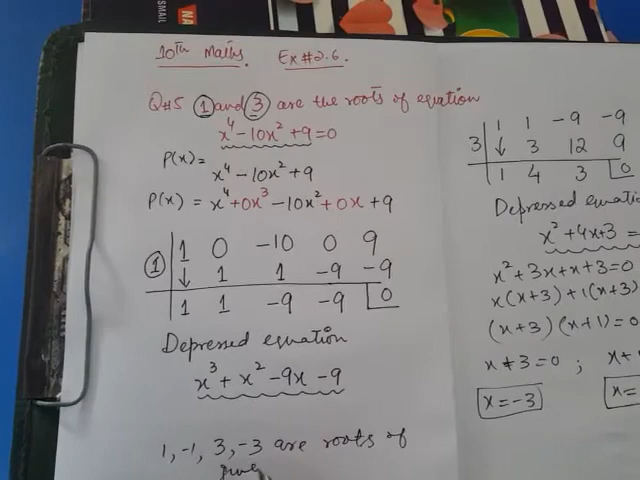 10th Maths. Ex#2.6.
Q#5 1 and 3 are the roots of equation
x⁴-10x²+9=0
P(x)=
x⁴-10x²+9
P(x) = x⁴+0x³-10x²+0x+9
1 | 1 0 -10 0 9
↓ 1 1 -9 -9
1 1 -9 -9 0
Depressed equation
x³+x²-9x-9
1, -1, 3, -3 are roots of
3 | 1 1 -9 -9
↓ 3 12 9
1 4 3 0
Depressed equatio
x²+4x+3 =
x²+3x+x+3=0
x(x+3)+1(x+3)
(x+3)(x+1)=0
x+3=0 ; x+
x=-3 x=